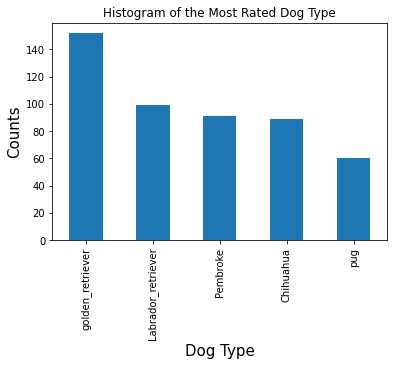 Histogram of the Most Rated Dog Type
Counts
140
120
100
80
60
40
20
0
golden_retriever
Labrador_retriever
Pembroke
Chihuahua
pug
Dog Type